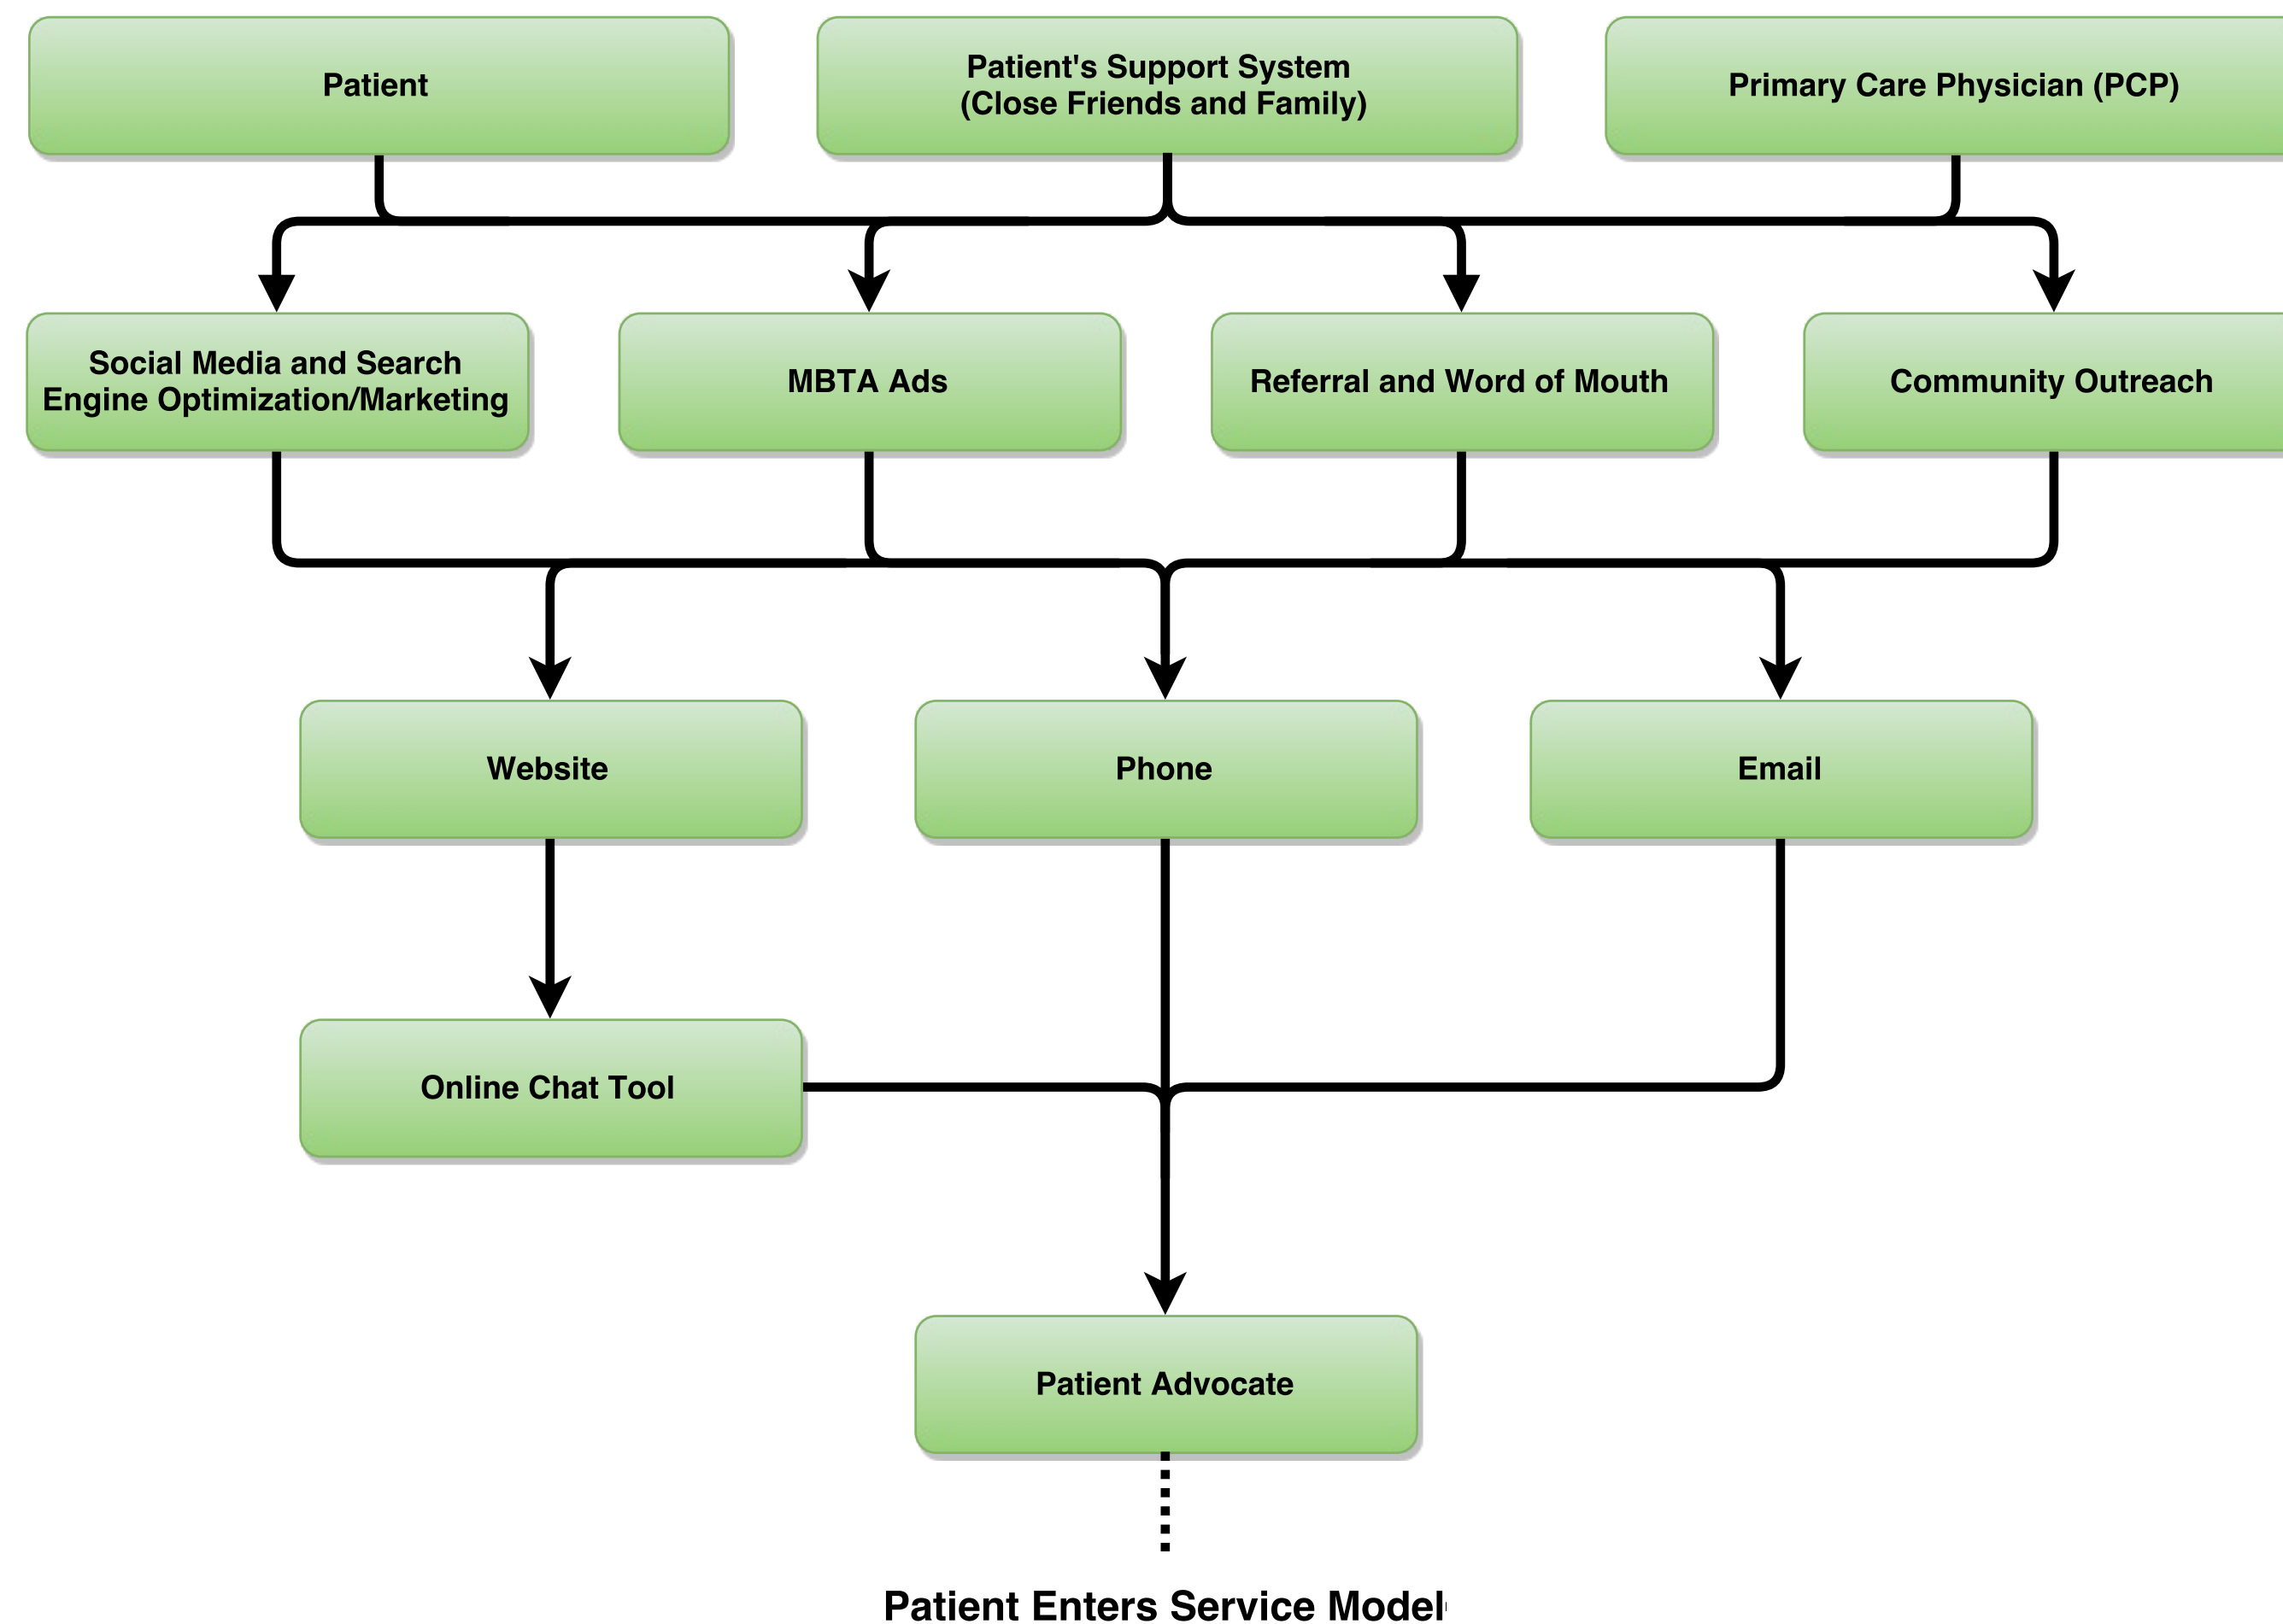 Patient
Patient's Support System
(Close Friends and Family)
Primary Care Physician (PCP)
Social Media and Search
Engine Optimization/Marketing
MBTA Ads
Referral and Word of Mouth
Community Outreach
Website
Phone
Email
Online Chat Tool
Patient Advocate
Patient Enters Service Model